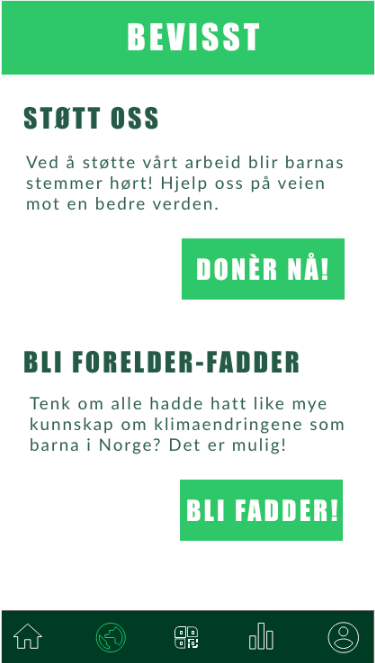 BEVISST
STØTT OSS
Ved å støtte vårt arbeid blir barnas
stemmer hørt! Hjelp oss på veien
mot en bedre verden.
DONÈR NÅ!
BLI FORELDER-FADDER
Tenk om alle hadde hatt like mye
kunnskap om klimaendringene som
barna i Norge? Det er mulig!
BLI FADDER!